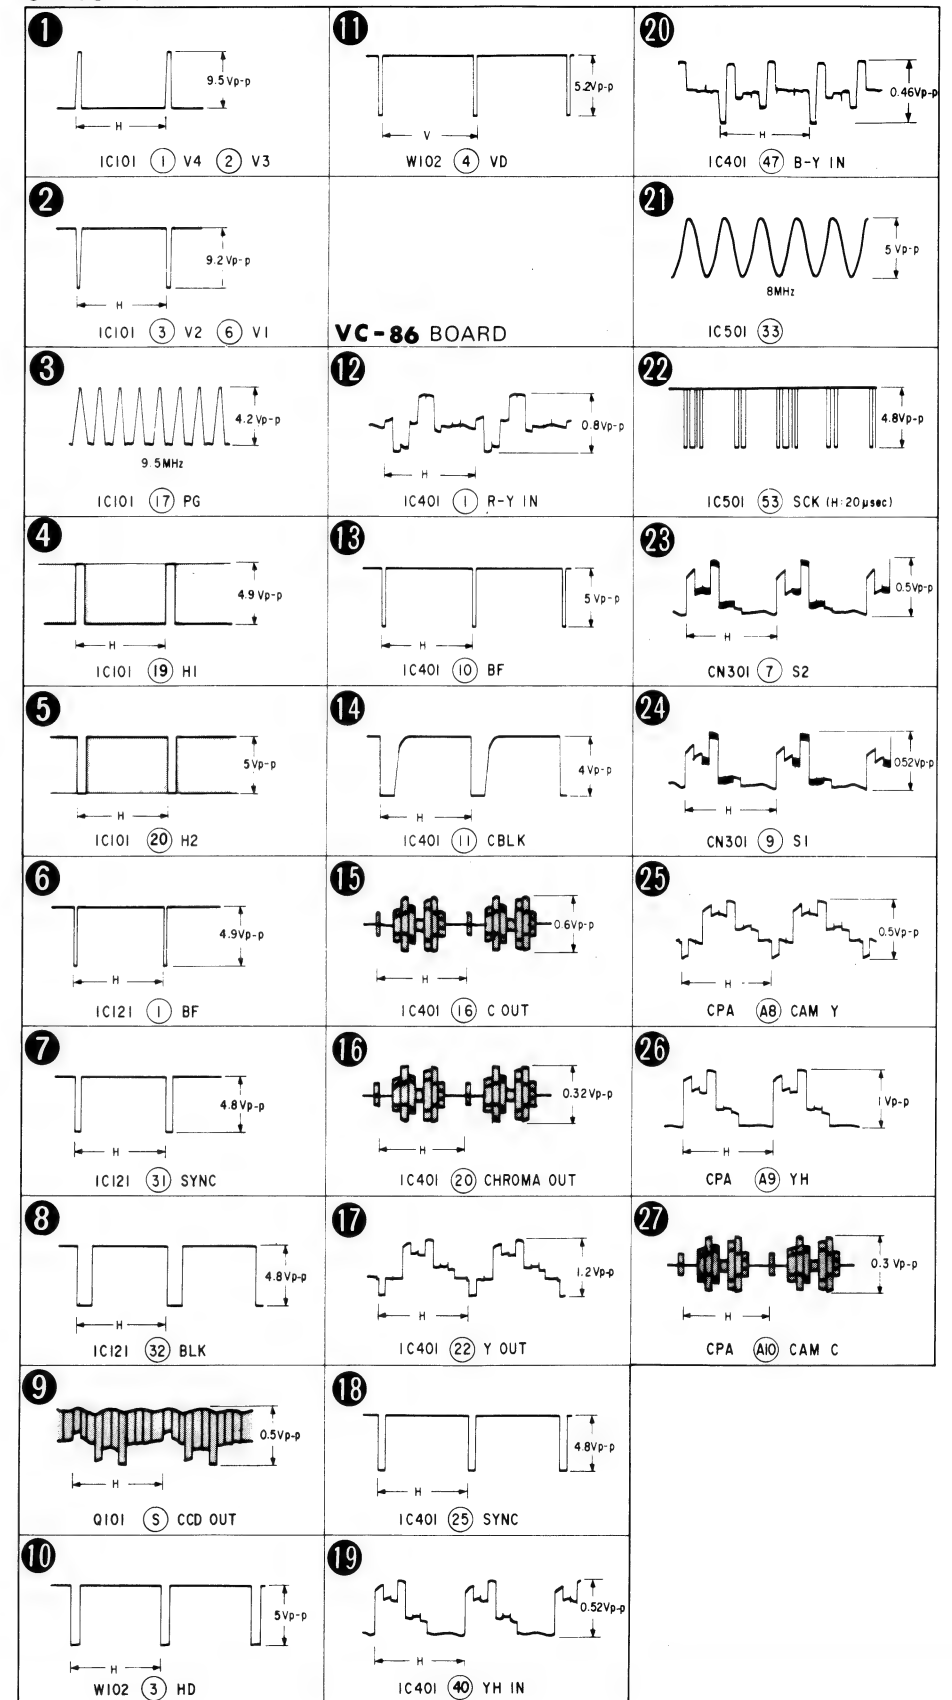 1
9.5Vp-p
H
IC101 1 V4 2 V3
2
9.2Vp-p
H
IC101 3 V2 6 V1
3
4.2Vp-p
9.5MHz
IC101 17 PG
4
4.9Vp-p
H
IC101 19 H1
5
5Vp-p
H
IC101 20 H2
6
4.9Vp-p
H
IC121 1 BF
7
4.8Vp-p
H
IC121 31 SYNC
8
4.8Vp-p
H
IC121 32 BLK
9
0.5Vp-p
H
Q101 S CCD OUT
10
5Vp-p
H
W102 3 HD
11
5.2Vp-p
V
W102 4 VD
VC-86 BOARD
12
0.8Vp-p
H
IC401 1 R-Y IN
13
5Vp-p
H
IC401 10 BF
14
4Vp-p
H
IC401 11 CBLK
15
0.6Vp-p
H
IC401 16 C OUT
16
0.32Vp-p
H
IC401 20 CHROMA OUT
17
1.2Vp-p
H
IC401 22 Y OUT
18
4.8Vp-p
H
IC401 25 SYNC
19
0.52Vp-p
H
IC401 40 YH IN
20
0.46Vp-p
H
IC401 47 B-Y IN
21
5Vp-p
8MHz
IC501 33
22
4.8Vp-p
IC501 53 SCK (H:20μsec)
23
0.5Vp-p
H
CN301 7 S2
24
0.52Vp-p
H
CN301 9 S1
25
0.5Vp-p
H
CPA A8 CAM Y
26
1Vp-p
H
CPA A9 YH
27
0.3Vp-p
H
CPA A10 CAM C